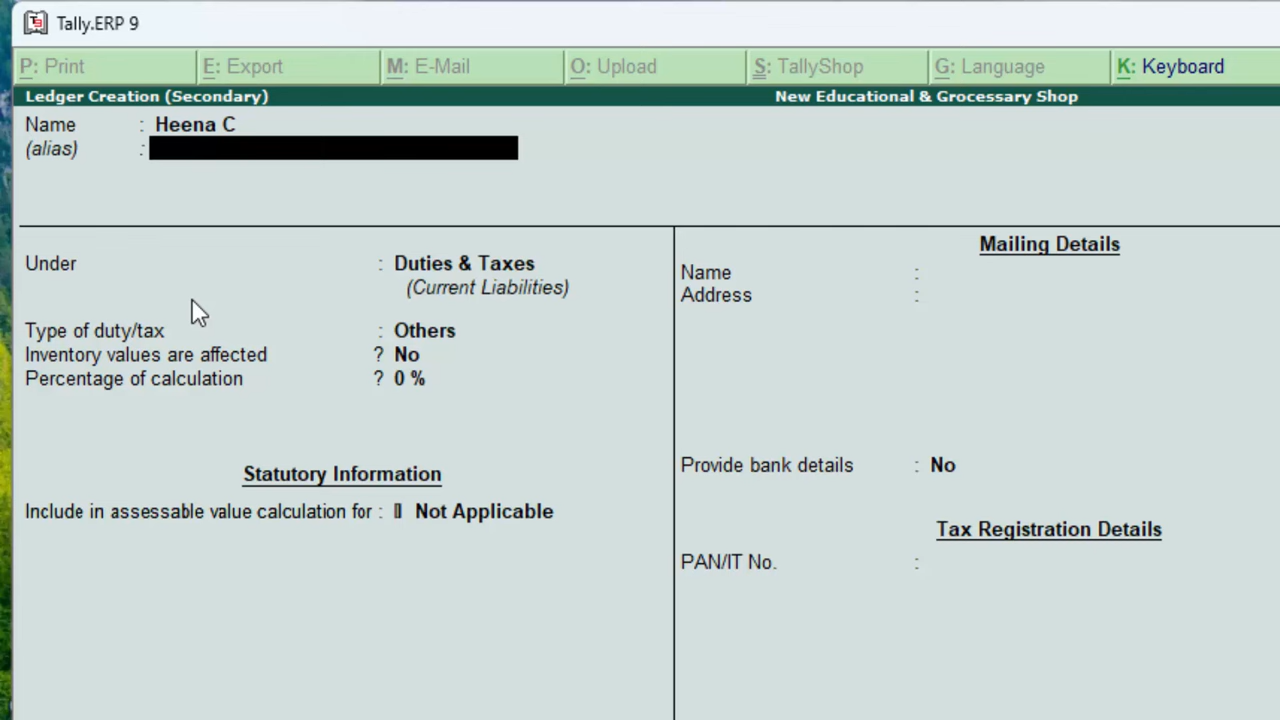 Tally.ERP 9
P: Print E: Export M: E-Mail O: Upload S: TallyShop G: Language K: Keyboard
Ledger Creation (Secondary) New Educational & Grocessary Shop
Name : Heena C
(alias) :
Under : Duties & Taxes
(Current Liabilities)
Type of duty/tax : Others
Inventory values are affected ? No
Percentage of calculation ? 0 %
Statutory Information
Include in assessable value calculation for : Not Applicable
Mailing Details
Name :
Address :
Provide bank details : No
Tax Registration Details
PAN/IT No. :